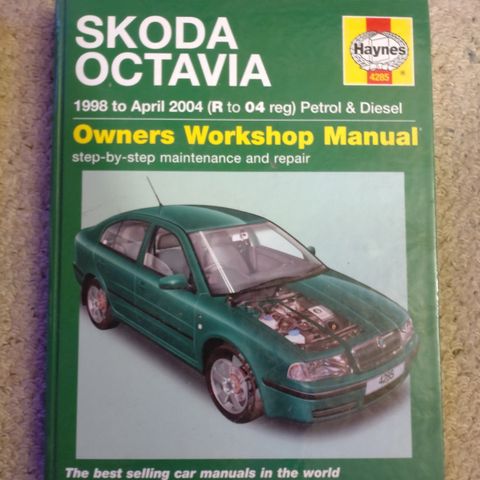 SKODA
OCTAVIA
Haynes
4285
1998 to April 2004 (R to 04 reg) Petrol & Diesel
Owners Workshop Manual
step-by-step maintenance and repair
4285
The best selling car manuals in the world